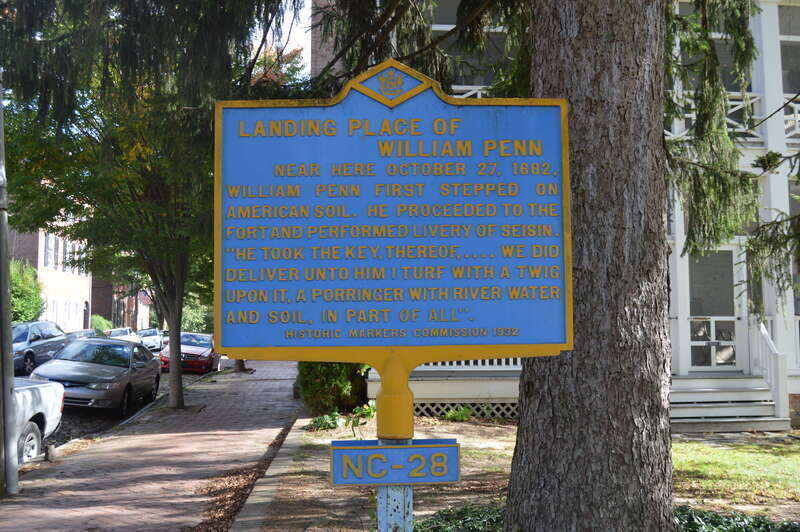 LANDING PLACE OF
WILLIAM PENN
NEAR HERE OCTOBER 27, 1682,
WILLIAM PENN FIRST STEPPED ON
AMERICAN SOIL. HE PROCEEDED TO THE
FORT AND PERFORMED LIVERY OF SEISIN.
"HE TOOK THE KEY, THEREOF,.... WE DID
DELIVER UNTO HIM 1 TURF WITH A TWIG
UPON IT, A PORRINGER WITH RIVER WATER
AND SOIL, IN PART OF ALL".
HISTORIC MARKERS COMMISSION 1932
NC-28